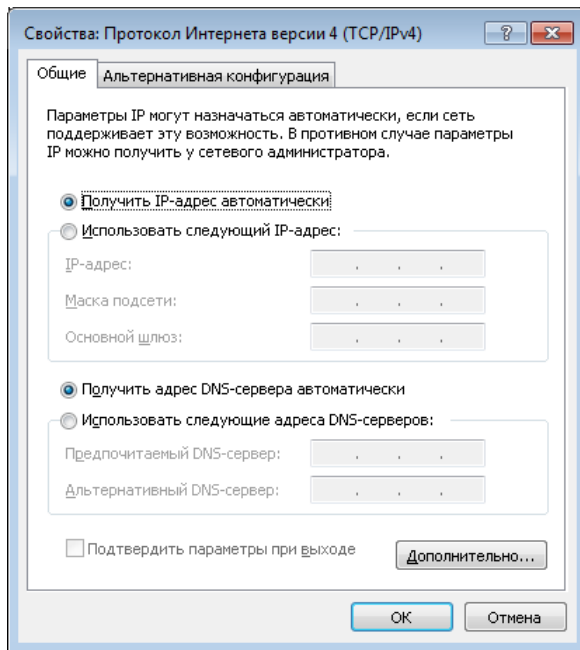 Свойства: Протокол Интернета версии 4 (TCP/IPv4)
Общие
Альтернативная конфигурация
Параметры IP могут назначаться автоматически, если сеть
поддерживает эту возможность. В противном случае параметры
IP можно получить у сетевого администратора.
Получить IP-адрес автоматически
Использовать следующий IP-адрес:
IP-адрес:
Маска подсети:
Основной шлюз:
Получить адрес DNS-сервера автоматически
Использовать следующие адреса DNS-серверов:
Предпочитаемый DNS-сервер:
Альтернативный DNS-сервер:
Подтвердить параметры при выходе
Дополнительно...
ОК
Отмена